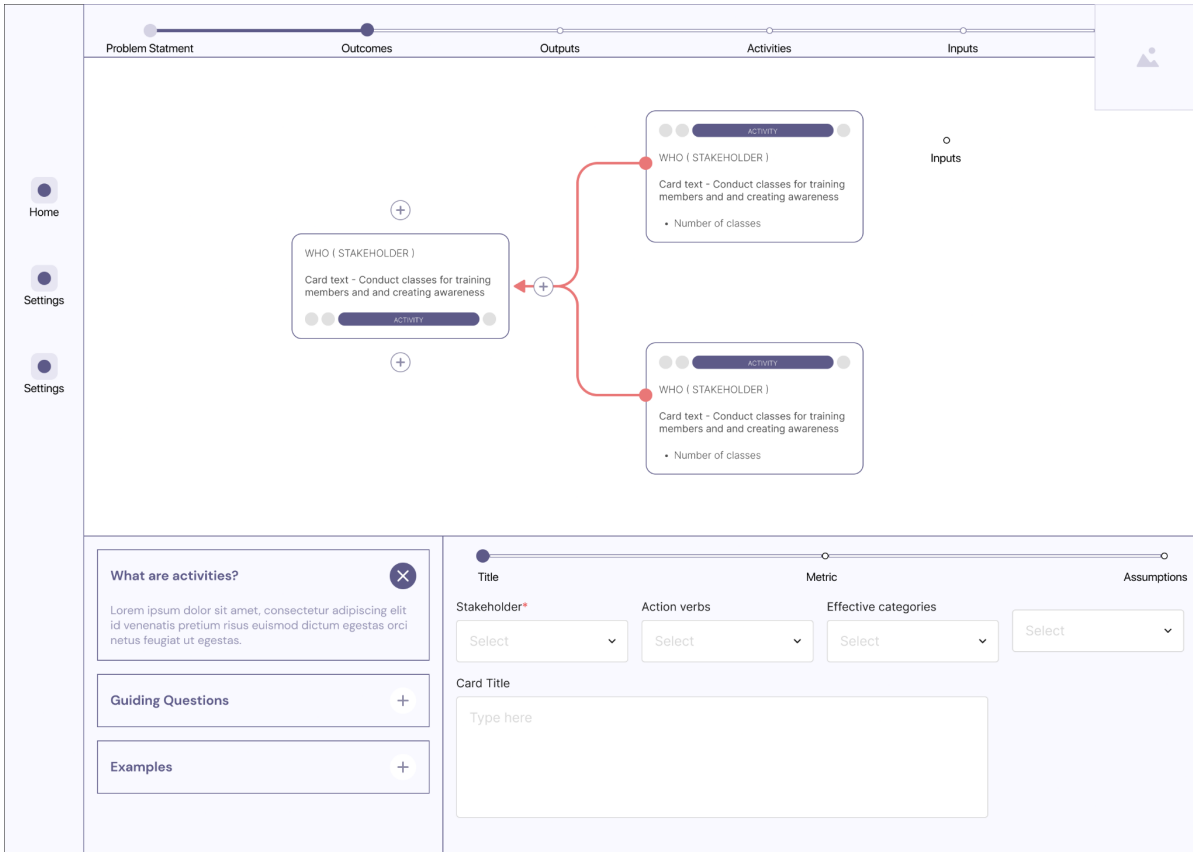 Problem Statment
Outcomes
Outputs
Activities
Inputs
Home
Settings
Settings
WHO ( STAKEHOLDER )
Card text - Conduct classes for training
members and and creating awareness
ACTIVITY
ACTIVITY
WHO ( STAKEHOLDER )
Card text - Conduct classes for training
members and and creating awareness
• Number of classes
Inputs
ACTIVITY
WHO ( STAKEHOLDER )
Card text - Conduct classes for training
members and and creating awareness
• Number of classes
What are activities?
Lorem ipsum dolor sit amet, consectetur adipiscing elit
id venenatis pretium risus euismod dictum egestas orci
netus feugiat ut egestas.
Guiding Questions
Examples
Title
Metric
Assumptions
Stakeholder*
Action verbs
Effective categories
Select
Select
Select
Select
Card Title
Type here